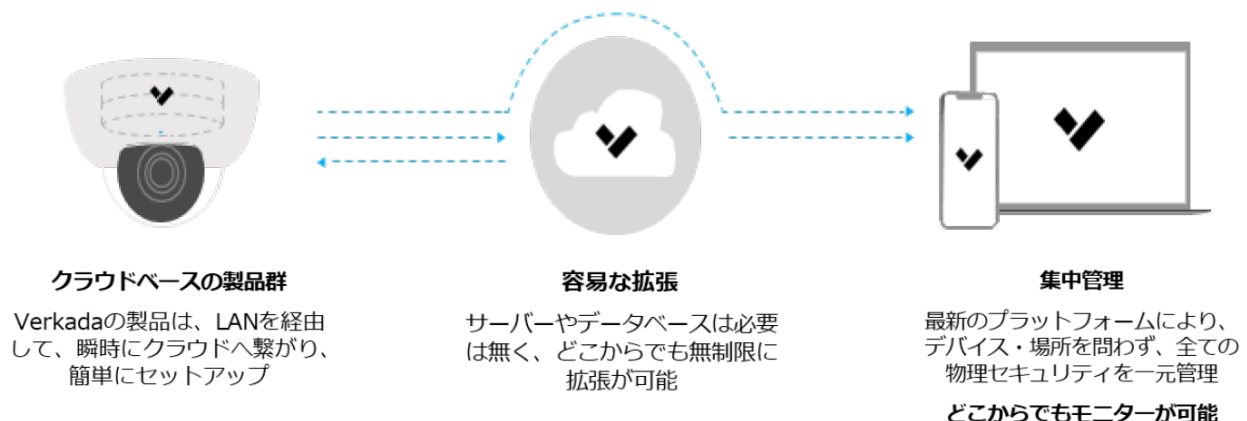 クラウドベースの製品群
Verkadaの製品は、LANを経由
して、瞬時にクラウドへ繋がり、
簡単にセットアップ
容易な拡張
サーバーやデータベースは必要
は無く、どこからでも無制限に
拡張が可能
集中管理
最新のプラットフォームにより、
デバイス・場所を問わず、全ての
物理セキュリティを一元管理
どこからでもモニターが可能